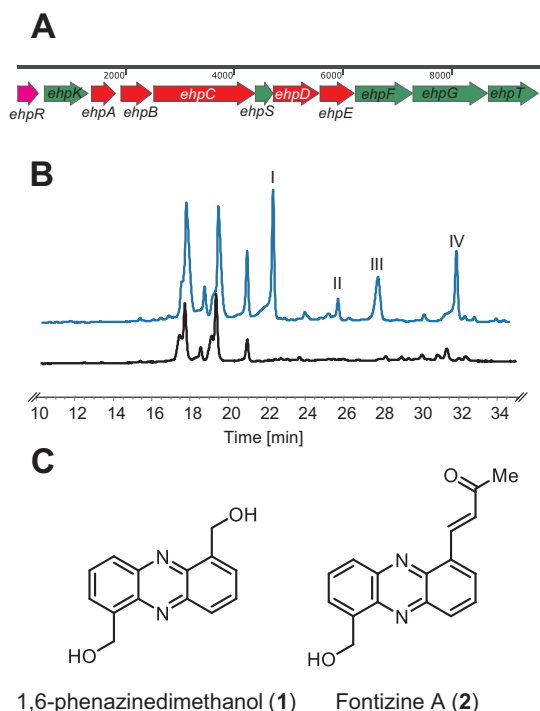 A
2000 4000 6000 8000
ehpR ehpK ehpA ehpB ehpC ehpS ehpD ehpE ehpF ehpG ehpT
B
I II III IV
10 12 14 16 18 20 22 24 26 28 30 32 34
Time [min]
C
OH O Me
N N
N N
HO HO
1,6-phenazinedimethanol (1) Fontizine A (2)